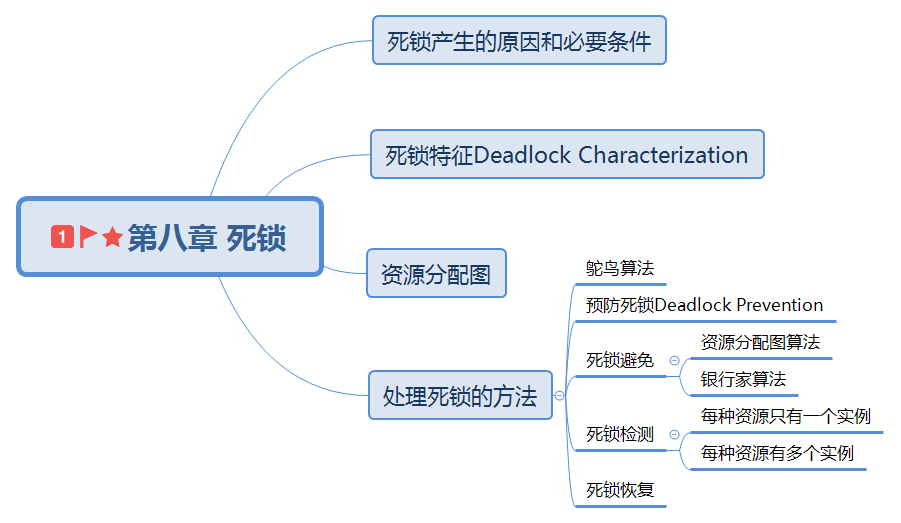 死锁产生的原因和必要条件
死锁特征Deadlock Characterization
1 第八章 死锁
资源分配图
处理死锁的方法
鸵鸟算法
预防死锁Deadlock Prevention
死锁避免
资源分配图算法
银行家算法
死锁检测
每种资源只有一个实例
每种资源有多个实例
死锁恢复